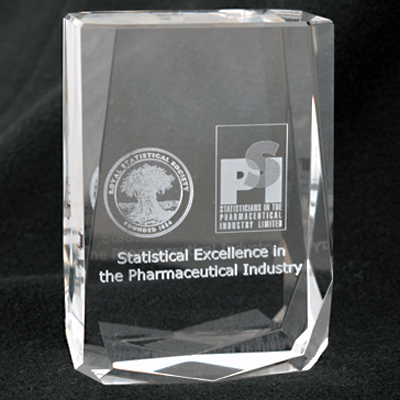 ROYAL STATISTICAL SOCIETY
FOUNDED 1834
PSI
STATISTICIANS IN THE
PHARMACEUTICAL
INDUSTRY LIMITED
Statistical Excellence in
the Pharmaceutical Industry